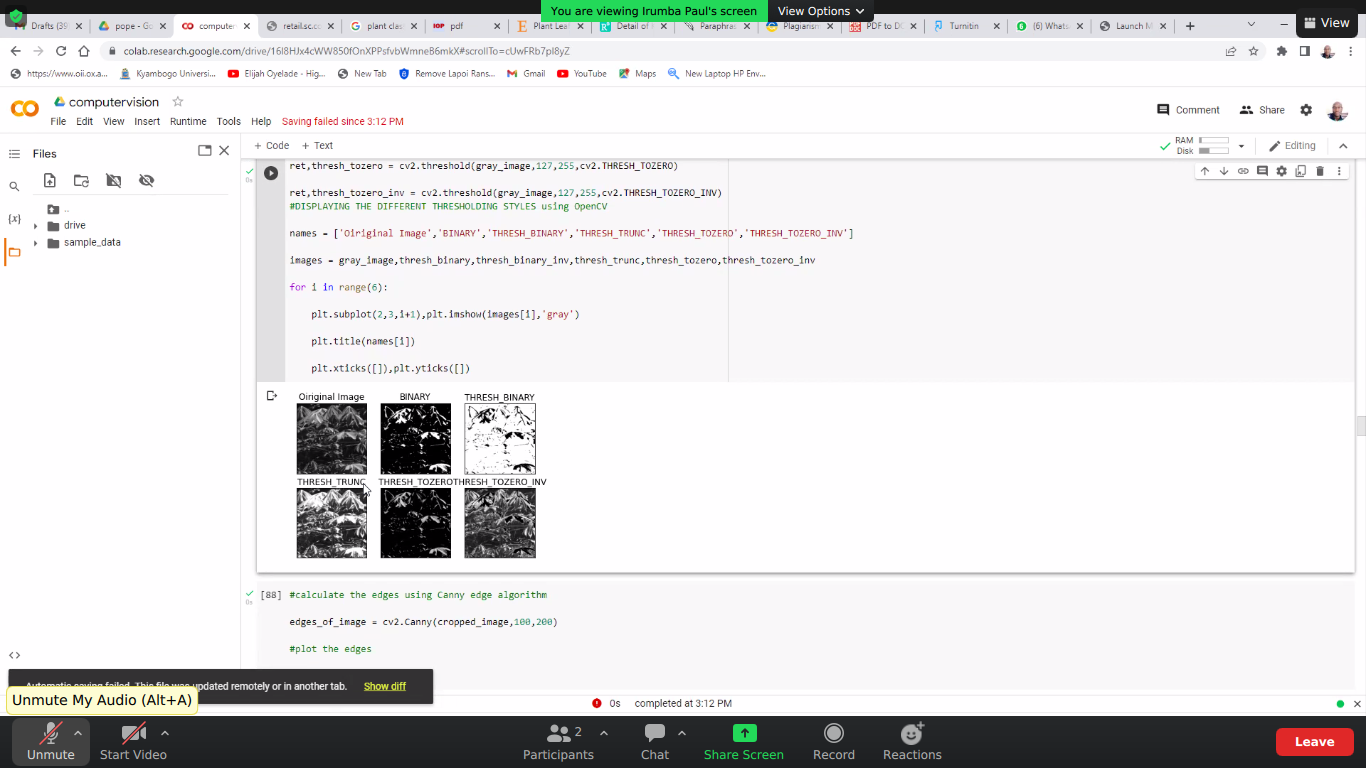 You are viewing Irumba Paul's screen
View Options
View
Drafts (39
pope - Go
computer
retail.sc.co
plant clas
IOP pdf
Plant Leaf
Detail of
Paraphras
Plagiarism
PDF to DO
Turnitin
(6) Whats
Launch M
colab.research.google.com/drive/16I8HJx4cWW850fOnXPPsfvbWmneB6mkX#scrollTo=cUwFRb7pI8yZ
https://www.oii.ox.a...
Kyambogo Universi...
Elijah Oyelade - Hig...
New Tab
Remove Lapoi Rans...
Gmail
YouTube
Maps
New Laptop HP Env...
computervision
Comment
Share
File Edit View Insert Runtime Tools Help Saving failed since 3:12 PM
Files
+ Code + Text
RAM
Disk
Editing
..
drive
sample_data
{x}
<>
0s
ret,thresh_tozero = cv2.threshold(gray_image,127,255,cv2.THRESH_TOZERO)
ret,thresh_tozero_inv = cv2.threshold(gray_image,127,255,cv2.THRESH_TOZERO_INV)
#DISPLAYING THE DIFFERENT THRESHOLDING STYLES using OpenCV
names = ['Oiriginal Image','BINARY','THRESH_BINARY','THRESH_TRUNC','THRESH_TOZERO','THRESH_TOZERO_INV']
images = gray_image,thresh_binary,thresh_binary_inv,thresh_trunc,thresh_tozero,thresh_tozero_inv
for i in range(6):
plt.subplot(2,3,i+1),plt.imshow(images[i],'gray')
plt.title(names[i])
plt.xticks([]),plt.yticks([])
Oiriginal Image BINARY THRESH_BINARY
THRESH_TRUNC THRESH_TOZERO THRESH_TOZERO_INV
0s
[88] #calculate the edges using Canny edge algorithm
edges_of_image = cv2.Canny(cropped_image,100,200)
#plot the edges
Automatic saving failed. This file was updated remotely or in another tab. Show diff
Unmute My Audio (Alt+A)
0s completed at 3:12 PM
Unmute
Start Video
Participants 2
Chat
Share Screen
Record
Reactions
Leave